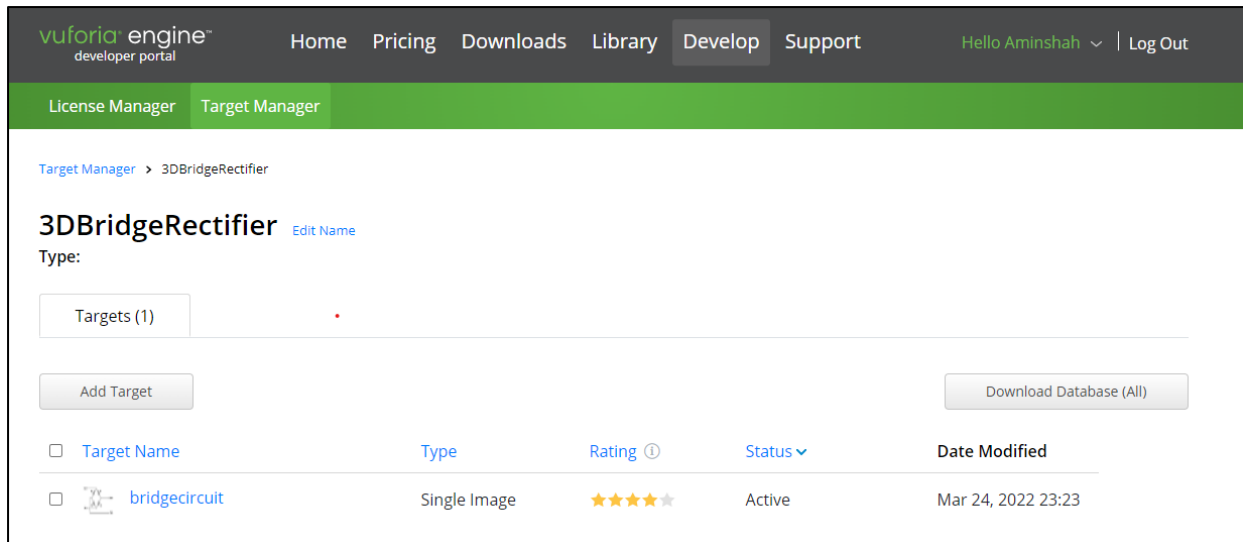 vuforia® engine™
developer portal
Home Pricing Downloads Library Develop Support
Hello Aminshah | Log Out
License Manager Target Manager
Target Manager > 3DBridgeRectifier
3DBridgeRectifier Edit Name
Type:
Targets (1)
Add Target Download Database (All)
Target Name Type Rating Status Date Modified
bridgecircuit Single Image Active Mar 24, 2022 23:23